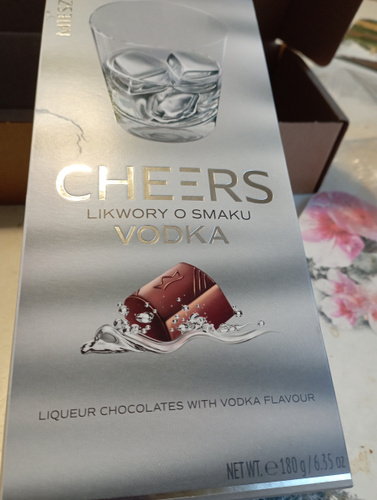 CHEERS
LIKWORY O SMAKU
VODKA
LIQUEUR CHOCOLATES WITH VODKA FLAVOUR
NET WT. ℮ 180 g / 6.35 oz